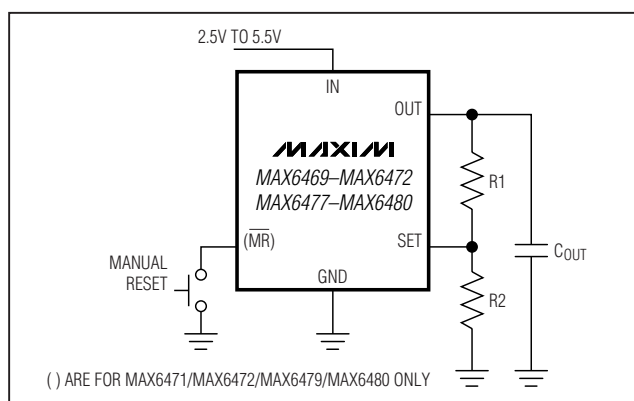 2.5V TO 5.5V
IN
OUT
MAXIM
MAX6469–MAX6472
MAX6477–MAX6480
R1
(MR)
SET
MANUAL
RESET
GND
COUT
R2
( ) ARE FOR MAX6471/MAX6472/MAX6479/MAX6480 ONLY